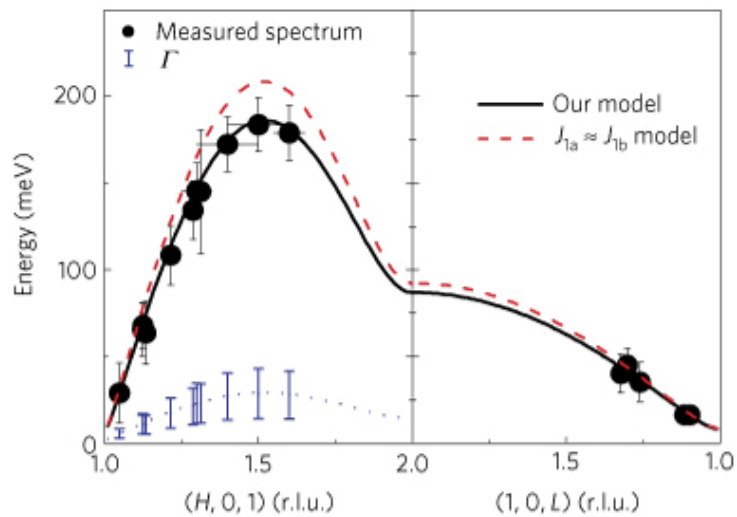 Measured spectrum
Γ
Our model
J1a ≈ J1b model
Energy (meV)
200
100
0
1.0
1.5
2.0
1.5
1.0
(H, 0, 1) (r.l.u.)
(1, 0, L) (r.l.u.)